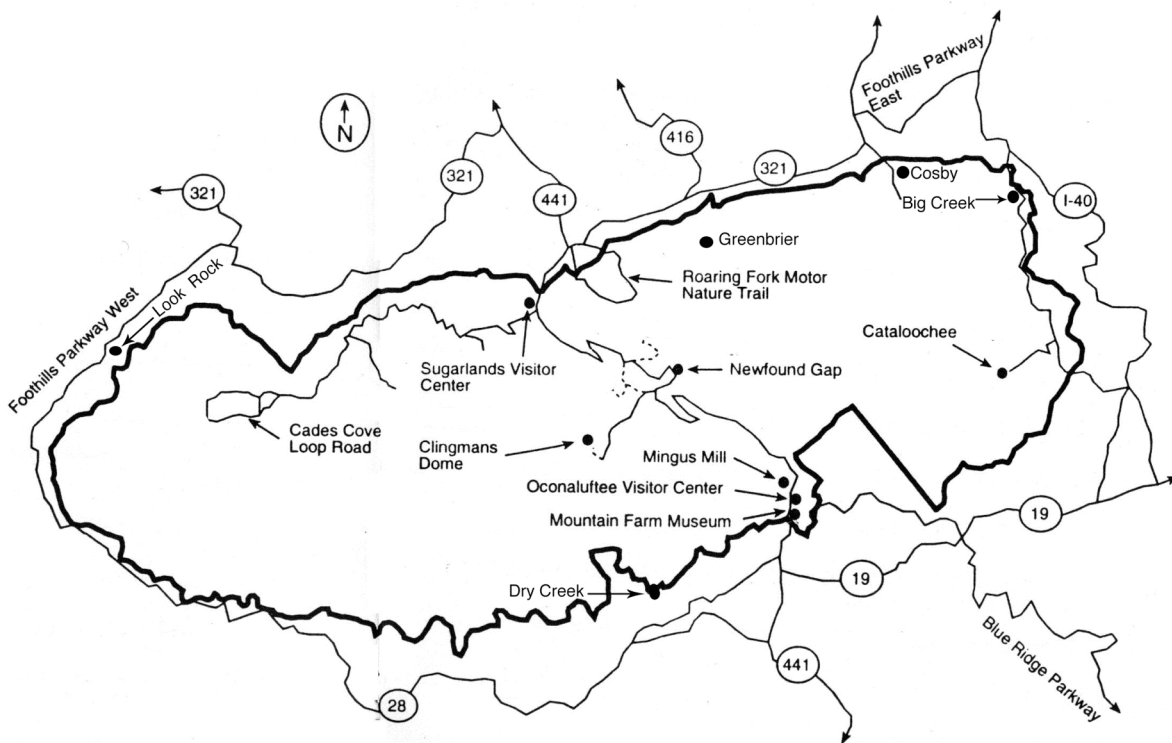 Foothills Parkway
East
N
416
321
321
441
321
Cosby
Big Creek
I-40
Greenbrier
Roaring Fork Motor
Nature Trail
Look Rock
Foothills Parkway West
Cataloochee
Sugarlands Visitor
Center
Newfound Gap
Cades Cove
Loop Road
Clingmans
Dome
Mingus Mill
Oconaluftee Visitor Center
Mountain Farm Museum
19
19
Dry Creek
Blue Ridge Parkway
441
28